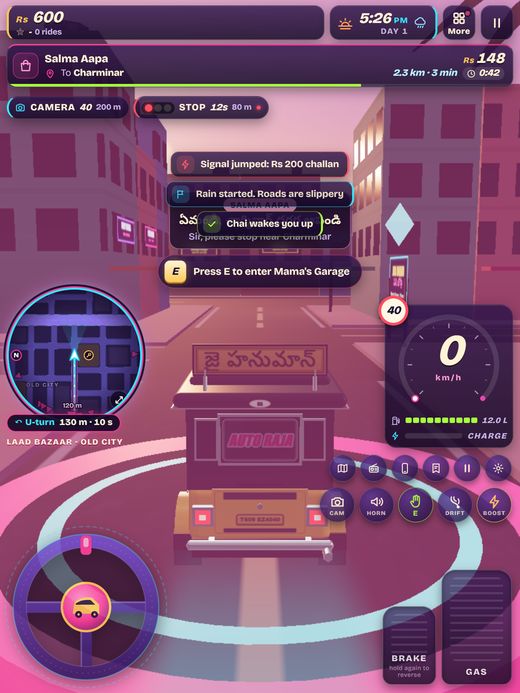 Rs 600
- 0 rides
5:26 PM
DAY 1
More
Salma Aapa
To Charminar
Rs 148
2.3 km · 3 min
0:42
CAMERA 40 200 m
STOP 12s 80 m
Signal jumped: Rs 200 challan
Rain started. Roads are slippery
SALMA AAPA
Chai wakes you up
Sir, please stop near Charminar
E Press E to enter Mama's Garage
40
0
km/h
12.0 L
CHARGE
జై హనుమాన్
AUTO RAJA
N
OLD CITY
120 m
U-turn 130 m · 10 s
LAAD BAZAAR · OLD CITY
CAM
HORN
E
DRIFT
BOOST
BRAKE
hold again to
reverse
GAS